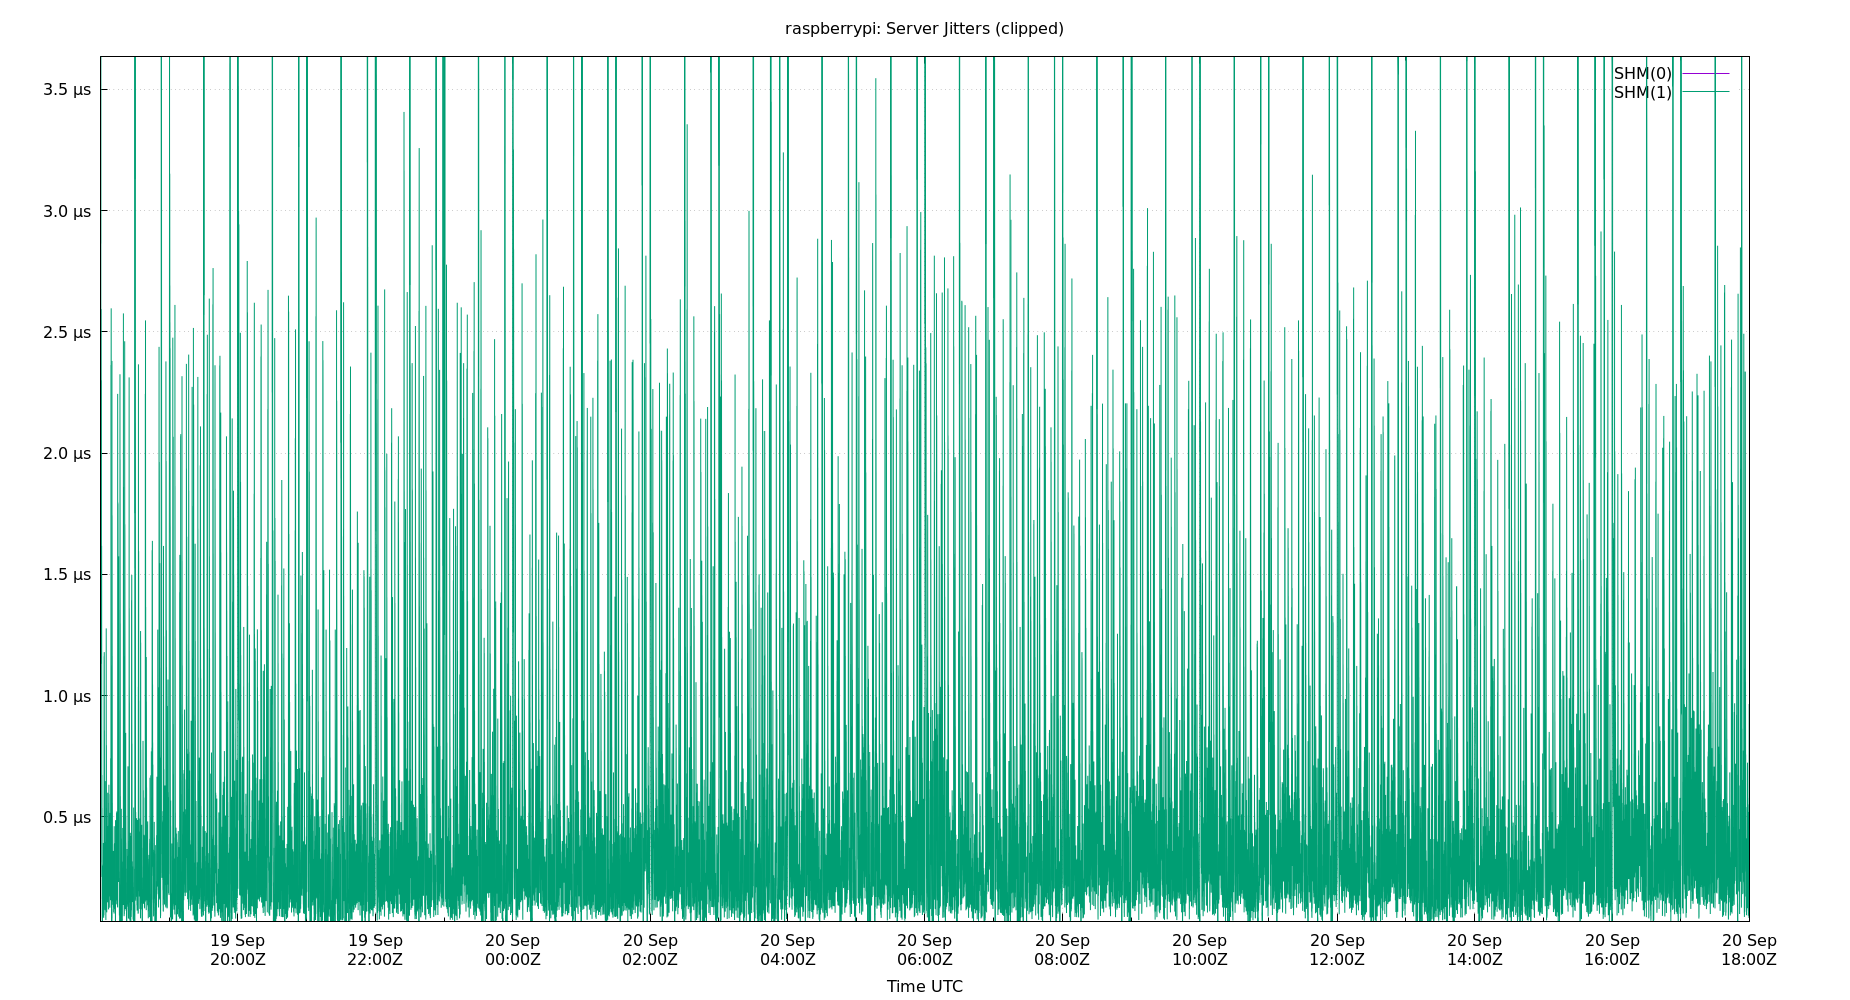 raspberrypi: Server Jitters (clipped)
SHM(0)
SHM(1)
3.5 µs
3.0 µs
2.5 µs
2.0 µs
1.5 µs
1.0 µs
0.5 µs
19 Sep 19 Sep 20 Sep 20 Sep 20 Sep 20 Sep 20 Sep 20 Sep 20 Sep 20 Sep 20 Sep 20 Sep
20:00Z 22:00Z 00:00Z 02:00Z 04:00Z 06:00Z 08:00Z 10:00Z 12:00Z 14:00Z 16:00Z 18:00Z
Time UTC